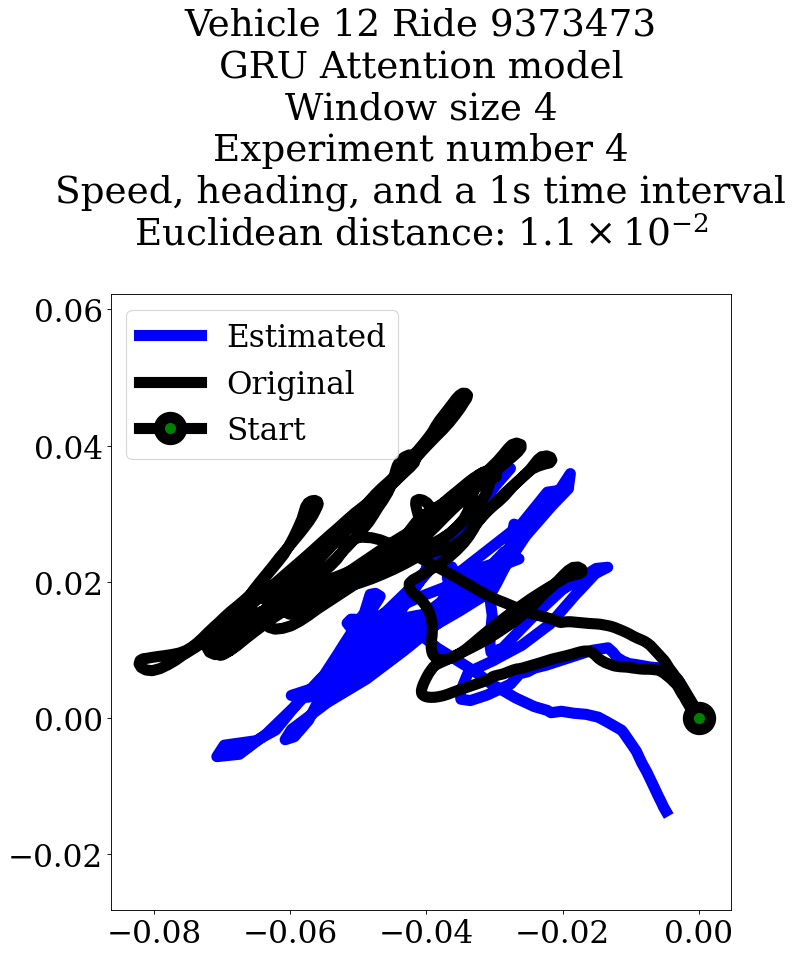 Vehicle 12 Ride 9373473
GRU Attention model
Window size 4
Experiment number 4
Speed, heading, and a 1s time interval
Euclidean distance: 1.1 × 10⁻²
0.06
0.04
0.02
0.00
−0.02
Estimated
Original
Start
−0.08
−0.06
−0.04
−0.02
0.00